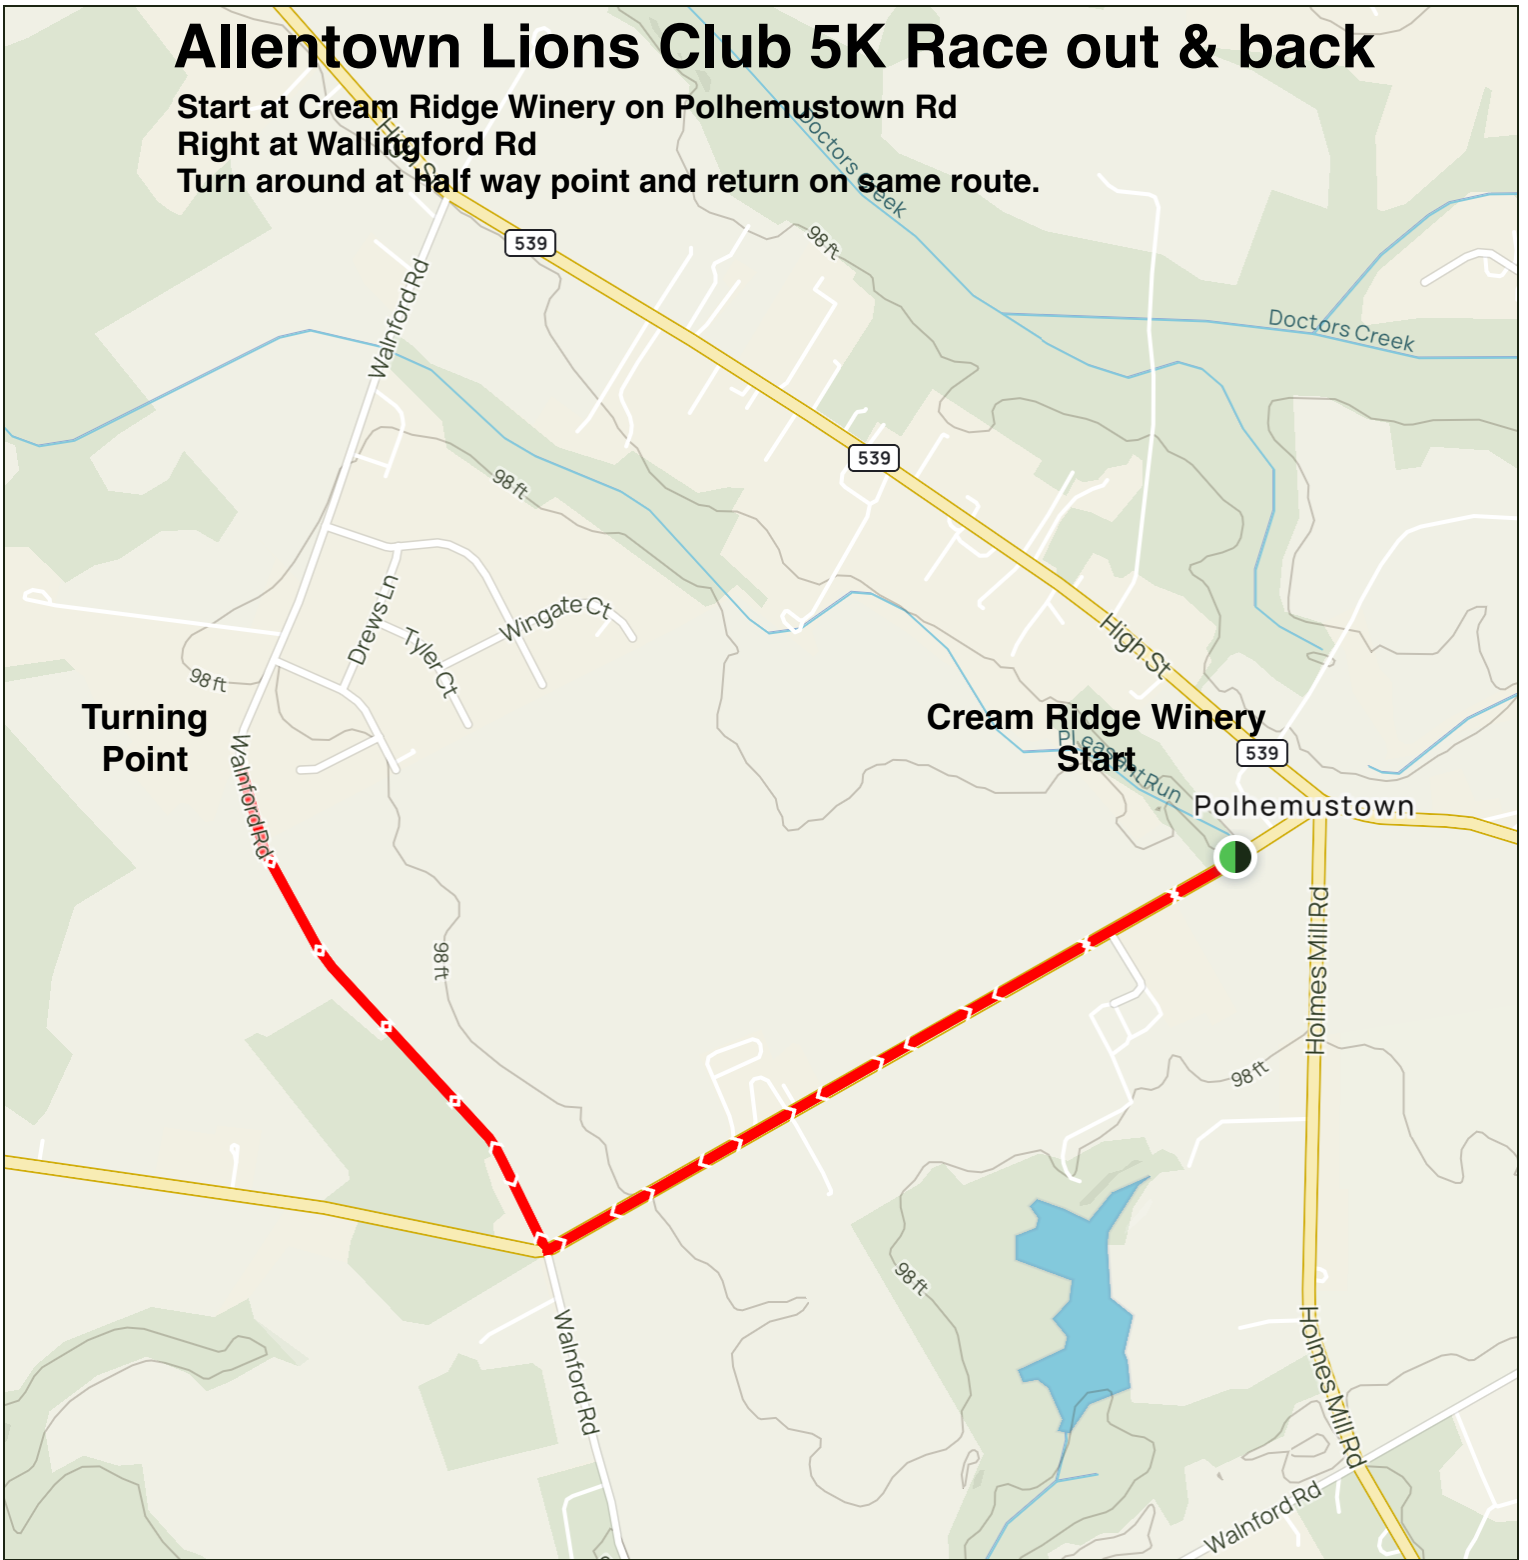 Allentown Lions Club 5K Race out & back
Start at Cream Ridge Winery on Polhemustown Rd
Right at Wallingford Rd
Turn around at half way point and return on same route.
High St
Doctors Creek
98 ft
539
Walnford Rd
Doctors Creek
539
98 ft
Drews Ln
Tyler Ct
Wingate Ct
High St
98 ft
Turning
Point
Walnford Rd
Cream Ridge Winery
Start
Pleasant Run
539
Polhemustown
98 ft
Holmes Mill Rd
98 ft
98 ft
Walnford Rd
Holmes Mill Rd
Walnford Rd